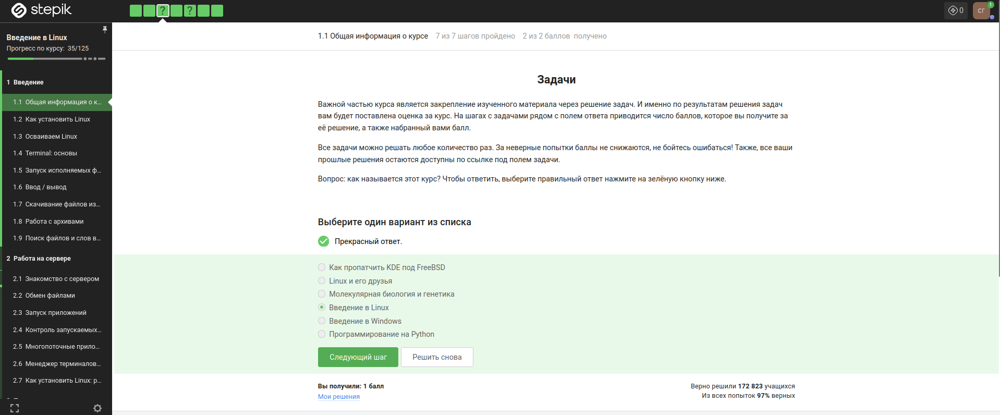 stepik
?
?
0
СГ
1
Введение в Linux
Прогресс по курсу: 35/125
1 Введение
1.1 Общая информация о к...
1.2 Как установить Linux
1.3 Осваиваем Linux
1.4 Terminal: основы
1.5 Запуск исполняемых ф...
1.6 Ввод / вывод
1.7 Скачивание файлов из...
1.8 Работа с архивами
1.9 Поиск файлов и слов в...
2 Работа на сервере
2.1 Знакомство с сервером
2.2 Обмен файлами
2.3 Запуск приложений
2.4 Контроль запускаемых...
2.5 Многопоточные прило...
2.6 Менеджер терминалов...
2.7 Как установить Linux: р...
1.1 Общая информация о курсе 7 из 7 шагов пройдено 2 из 2 баллов получено
Задачи
Важной частью курса является закрепление изученного материала через решение задач. И именно по результатам решения задач
вам будет поставлена оценка за курс. На шагах с задачами рядом с полем ответа приводится число баллов, которое вы получите за
её решение, а также набранный вами балл.
Все задачи можно решать любое количество раз. За неверные попытки баллы не снижаются, не бойтесь ошибаться! Также, все ваши
прошлые решения остаются доступны по ссылке под полем задачи.
Вопрос: как называется этот курс? Чтобы ответить, выберите правильный ответ нажмите на зелёную кнопку ниже.
Выберите один вариант из списка
Прекрасный ответ.
Как пропатчить KDE под FreeBSD
Linux и его друзья
Молекулярная биология и генетика
Введение в Linux
Введение в Windows
Программирование на Python
Следующий шаг
Решить снова
Вы получили: 1 балл
Мои решения
Верно решили 172 823 учащихся
Из всех попыток 97% верных